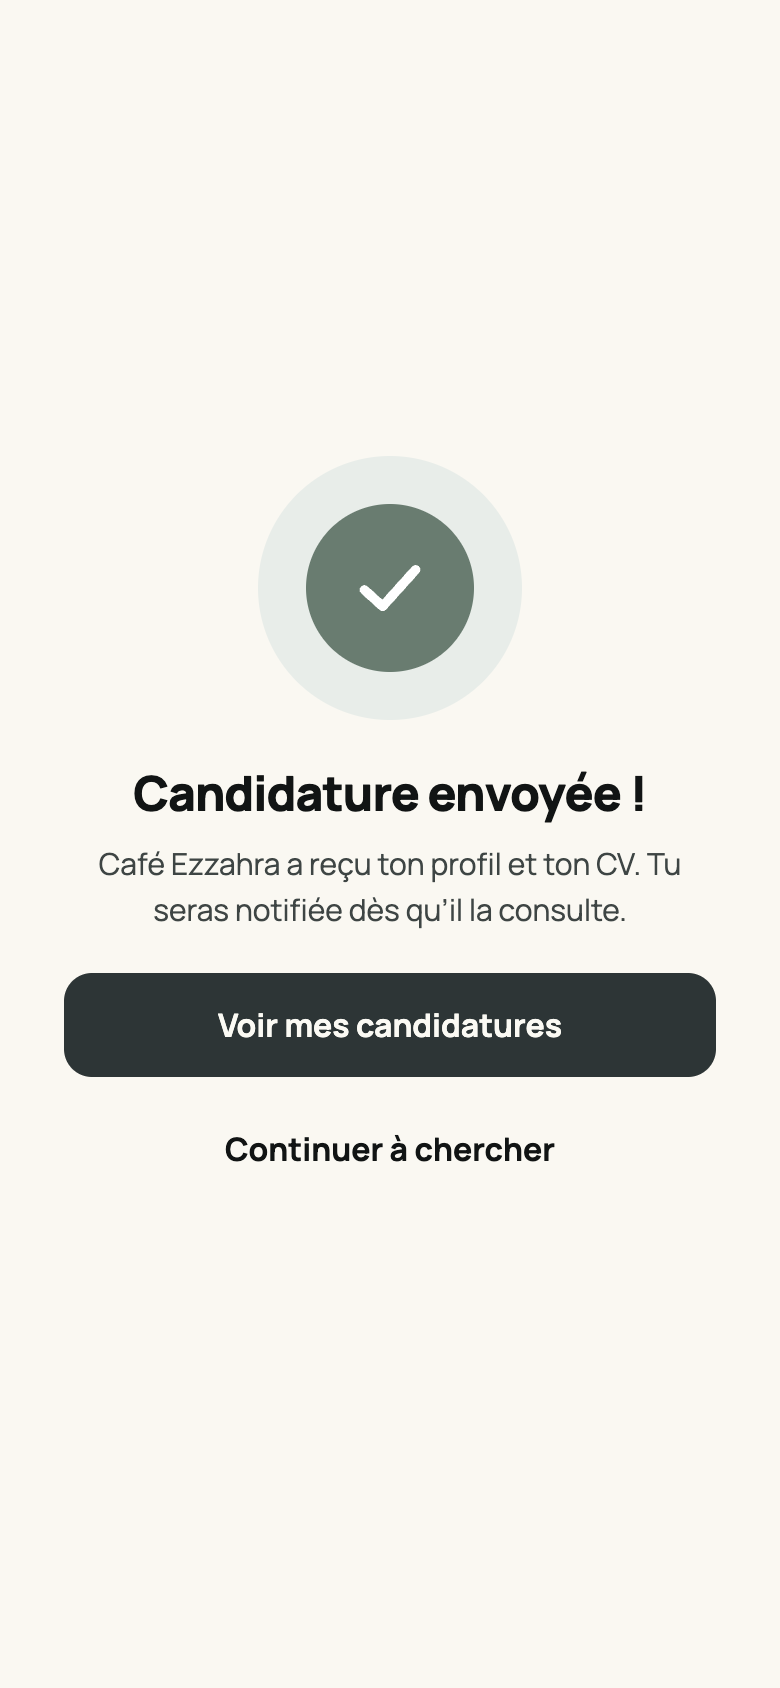 Candidature envoyée !
Café Ezzahra a reçu ton profil et ton CV. Tu
seras notifiée dès qu’il la consulte.
Voir mes candidatures
Continuer à chercher